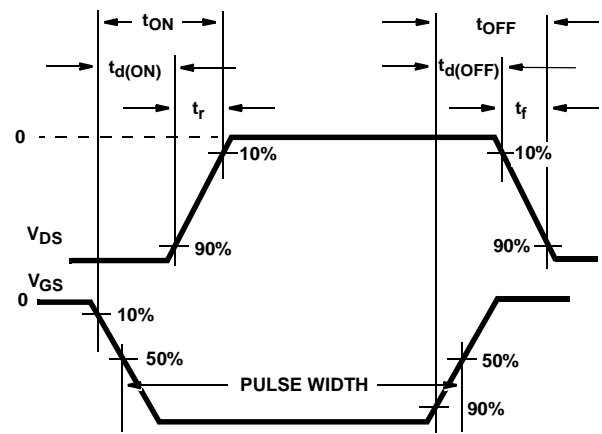 tON
tOFF
td(ON)
td(OFF)
tr
tf
0
10%
10%
VDS
90%
90%
VGS
0
10%
50%
50%
PULSE WIDTH
90%